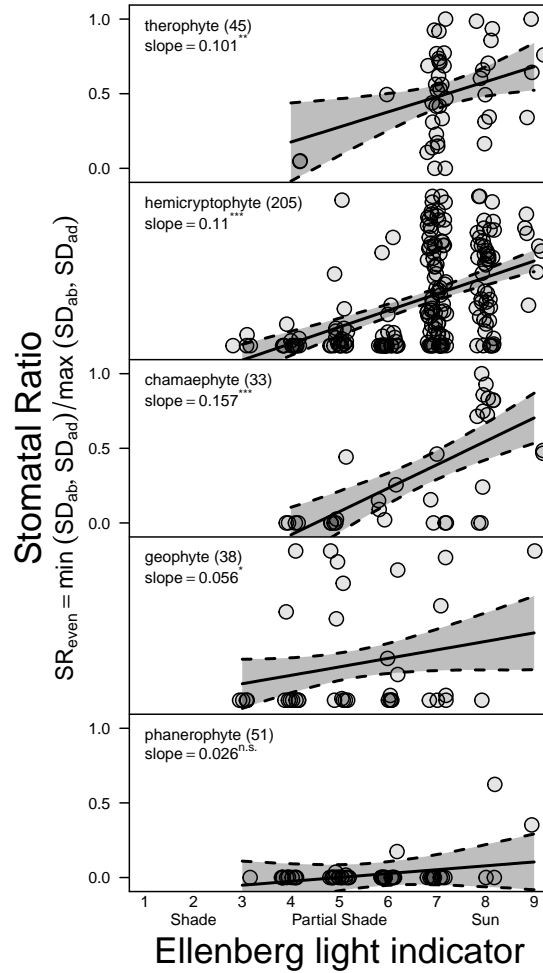 therophyte (45)
slope = 0.101**
1.0
0.5
0.0
hemicryptophyte (205)
slope = 0.11***
chamaephyte (33)
slope = 0.157***
1.0
0.5
0.0
geophyte (38)
slope = 0.056*
phanerophyte (51)
slope = 0.026n.s.
1.0
0.5
0.0
1 2 3 4 5 6 7 8 9
Shade Partial Shade Sun
Ellenberg light indicator
Stomatal Ratio
SReven = min (SDab, SDad) / max (SDab, SDad)